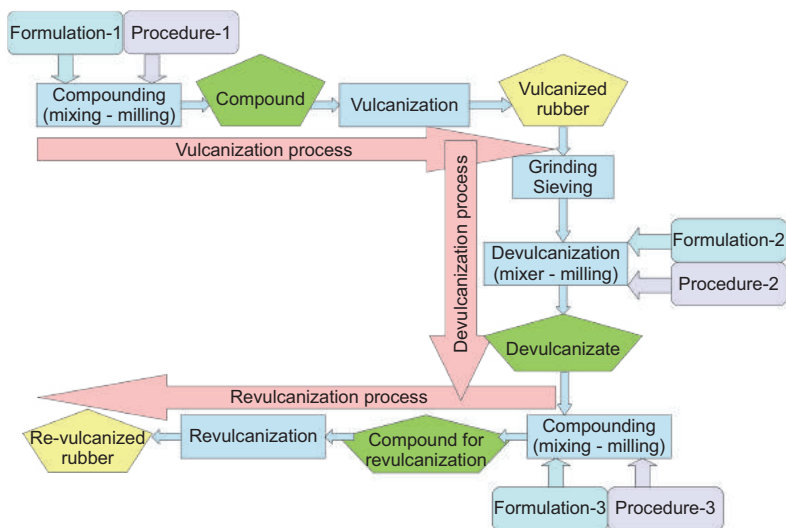 Formulation-1
Procedure-1
Compounding
(mixing - milling)
Compound
Vulcanization
Vulcanized
rubber
Vulcanization process
Grinding
Sieving
Devulcanization process
Devulcanization
(mixer - milling)
Formulation-2
Procedure-2
Devulcanizate
Revulcanization process
Re-vulcanized
rubber
Revulcanization
Compound for
revulcanization
Compounding
(mixing - milling)
Formulation-3
Procedure-3